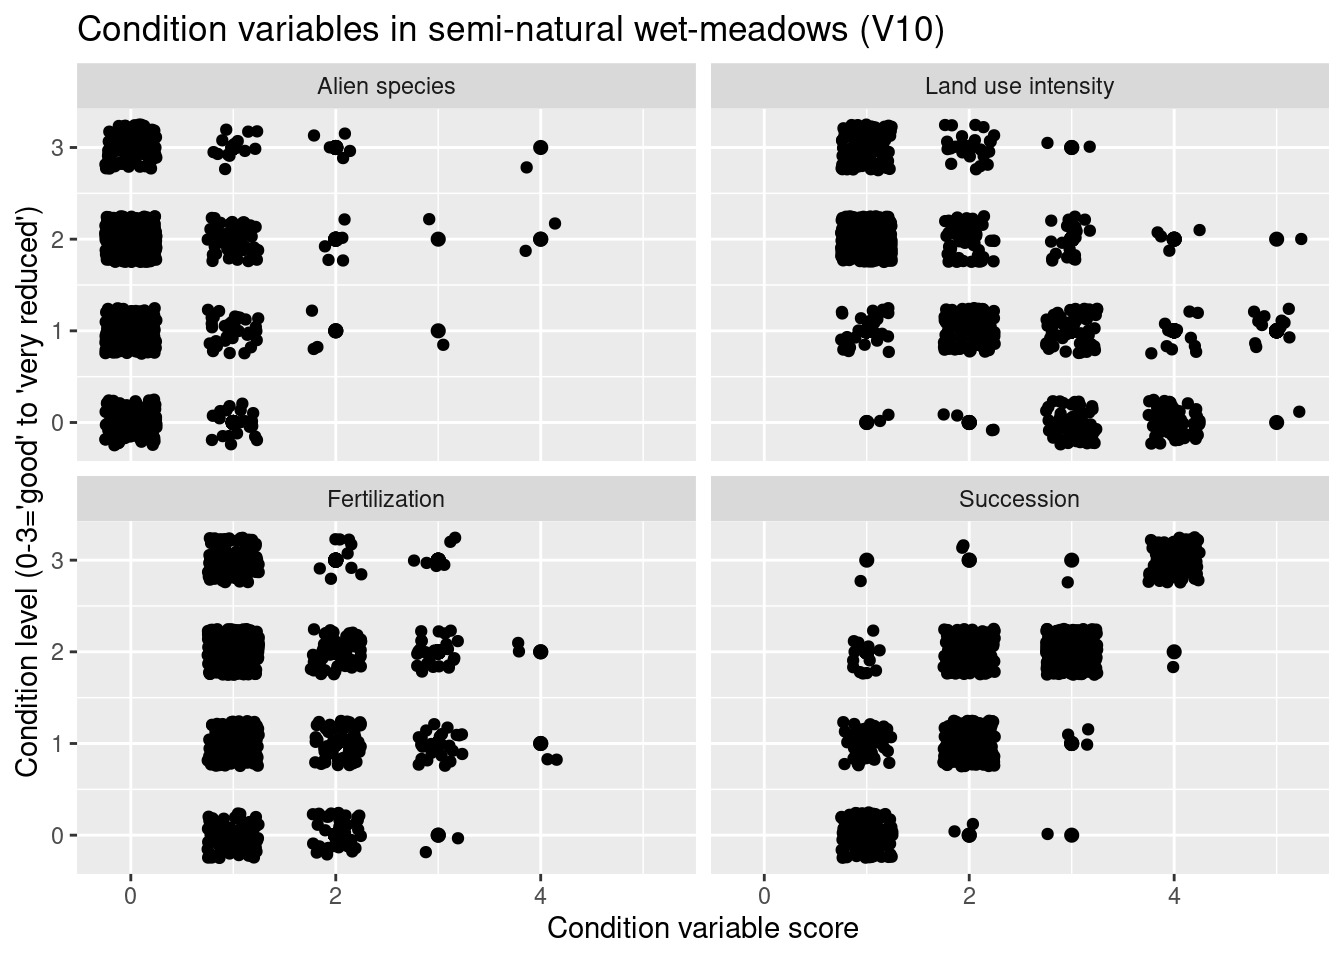 Condition variables in semi-natural wet-meadows (V10)
Alien species
Land use intensity
3
2
1
0
Fertilization
Succession
3
2
1
0
0
2
4
0
2
4
Condition variable score
Condition level (0-3='good' to 'very reduced')